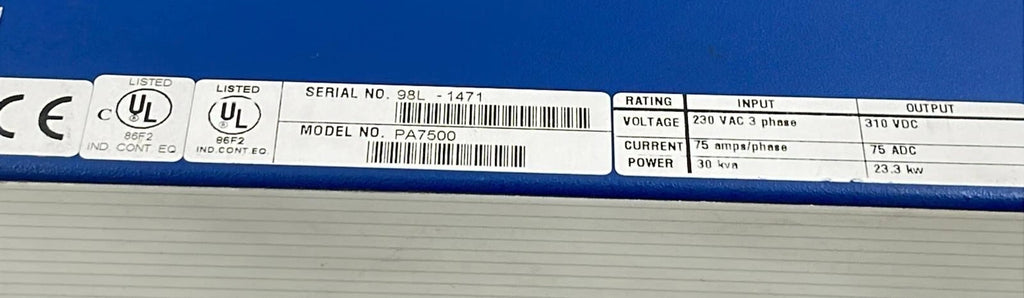 CE
LISTED
C UL
86F2
IND. CONT. EQ
LISTED
UL
86F2
IND.CONT.EQ.
SERIAL NO. 98L -1471
MODEL NO. PA7500
RATING INPUT OUTPUT
VOLTAGE 230 VAC 3 phase 310 VDC
CURRENT 75 amps/phase 75 ADC
POWER 30 kva 23.3 kw